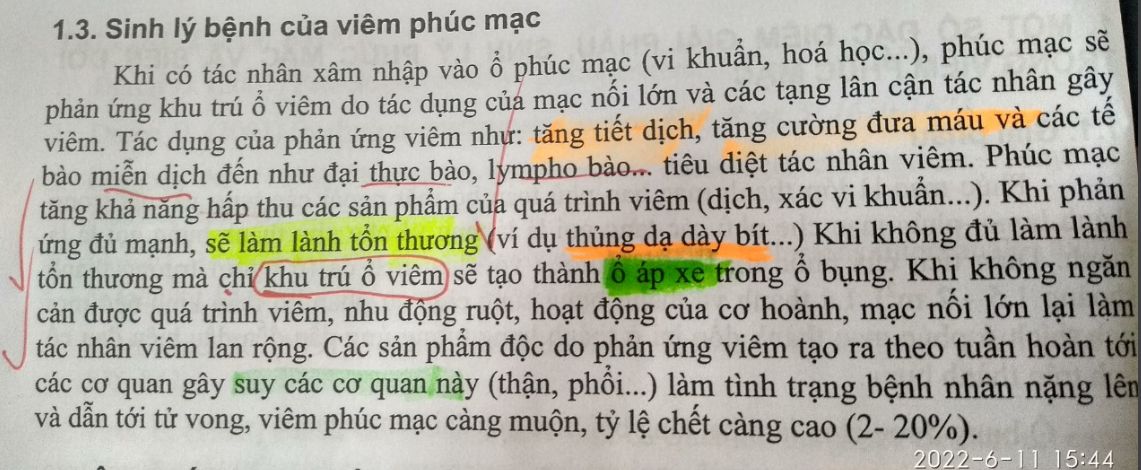 1.3. Sinh lý bệnh của viêm phúc mạc
Khi có tác nhân xâm nhập vào ổ phúc mạc (vi khuẩn, hoá học...), phúc mạc sẽ
phản ứng khu trú ổ viêm do tác dụng của mạc nối lớn và các tạng lân cận tác nhân gây
viêm. Tác dụng của phản ứng viêm như: tăng tiết dịch, tăng cường đưa máu và các tế
bào miễn dịch đến như đại thực bào, lympho bào... tiêu diệt tác nhân viêm. Phúc mạc
tăng khả năng hấp thu các sản phẩm của quá trình viêm (dịch, xác vi khuẩn...). Khi phản
ứng đủ mạnh, sẽ làm lành tổn thương (ví dụ thủng dạ dày bít...) Khi không đủ làm lành
tổn thương mà chỉ khu trú ổ viêm sẽ tạo thành ổ áp xe trong ổ bụng. Khi không ngăn
cản được quá trình viêm, nhu động ruột, hoạt động của cơ hoành, mạc nối lớn lại làm
tác nhân viêm lan rộng. Các sản phẩm độc do phản ứng viêm tạo ra theo tuần hoàn tới
các cơ quan gây suy các cơ quan này (thận, phổi...) làm tình trạng bệnh nhân nặng lên
và dẫn tới tử vong, viêm phúc mạc càng muộn, tỷ lệ chết càng cao (2- 20%).
2022-6-11 15:44